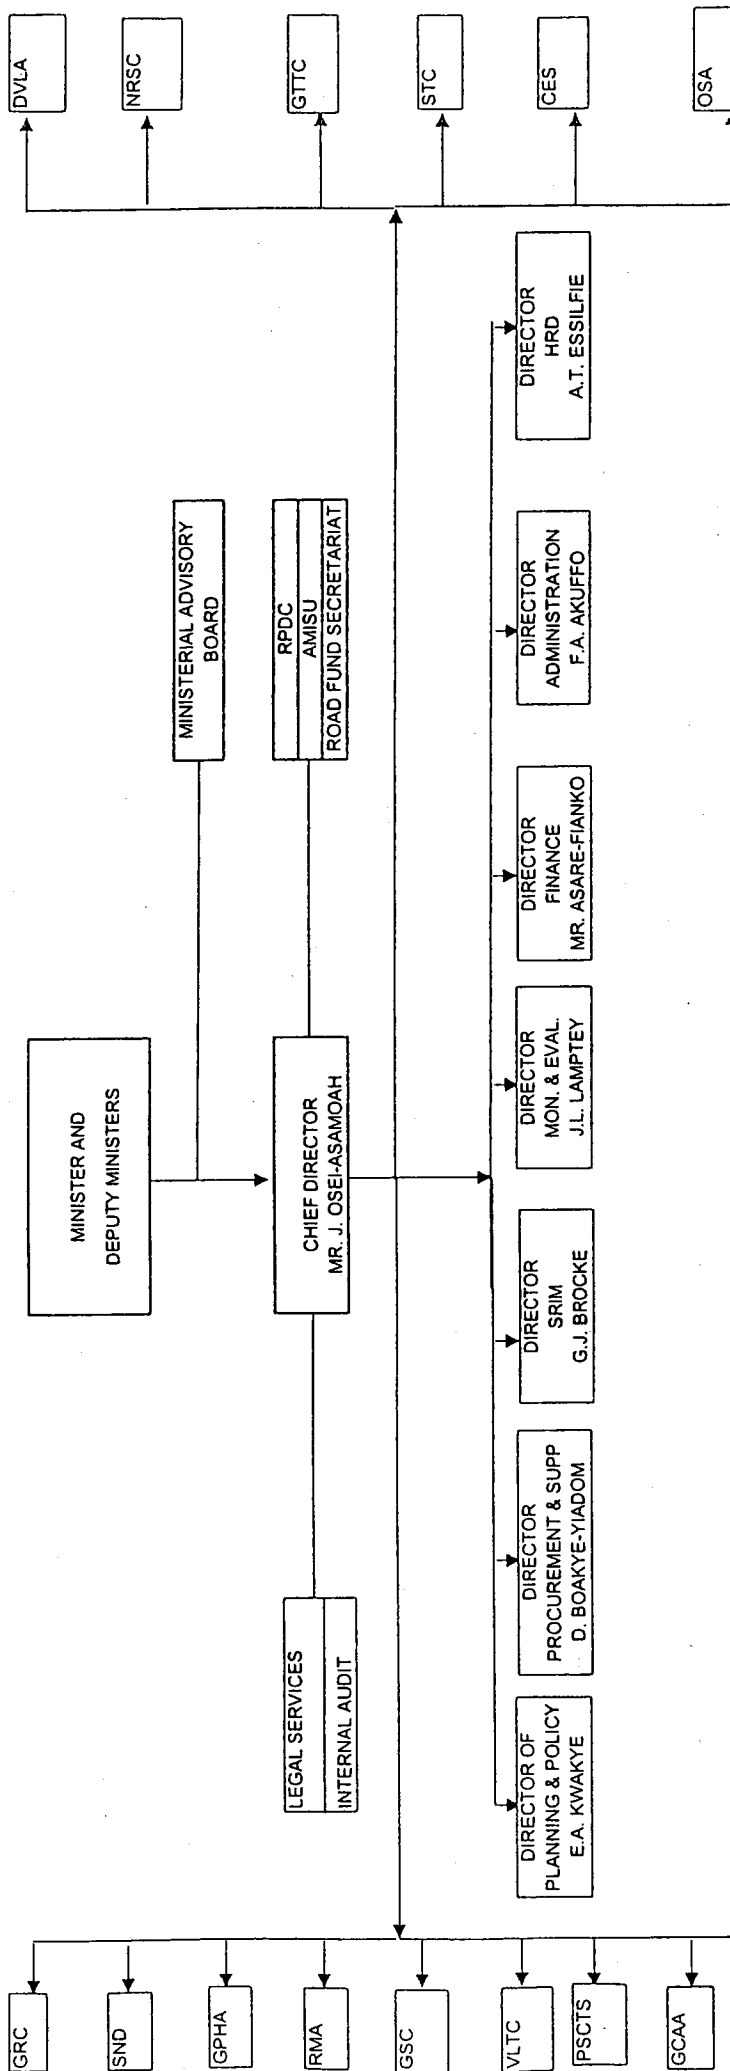 MINISTER AND
DEPUTY MINISTERS
MINISTERIAL ADVISORY
BOARD
CHIEF DIRECTOR
MR. J. OSEI-ASAMOAH
RPDC
AMISU
ROAD FUND SECRETARIAT
LEGAL SERVICES
INTERNAL AUDIT
DIRECTOR OF
PLANNING & POLICY
E.A. KWAKYE
DIRECTOR
PROCUREMENT & SUPP
D. BOAKYE-YIADOM
DIRECTOR
SRIM
G.J. BROCKE
DIRECTOR
MON. & EVAL.
J.L. LAMPTEY
DIRECTOR
FINANCE
MR. ASARE-FIANKO
DIRECTOR
ADMINISTRATION
F.A. AKUFFO
DIRECTOR
HRD
A.T. ESSILFIE
GRC
SND
GPHA
RMA
GSC
VLTC
PSCTS
GCAA
DVLA
NRSC
GTTC
STC
CES
OSA